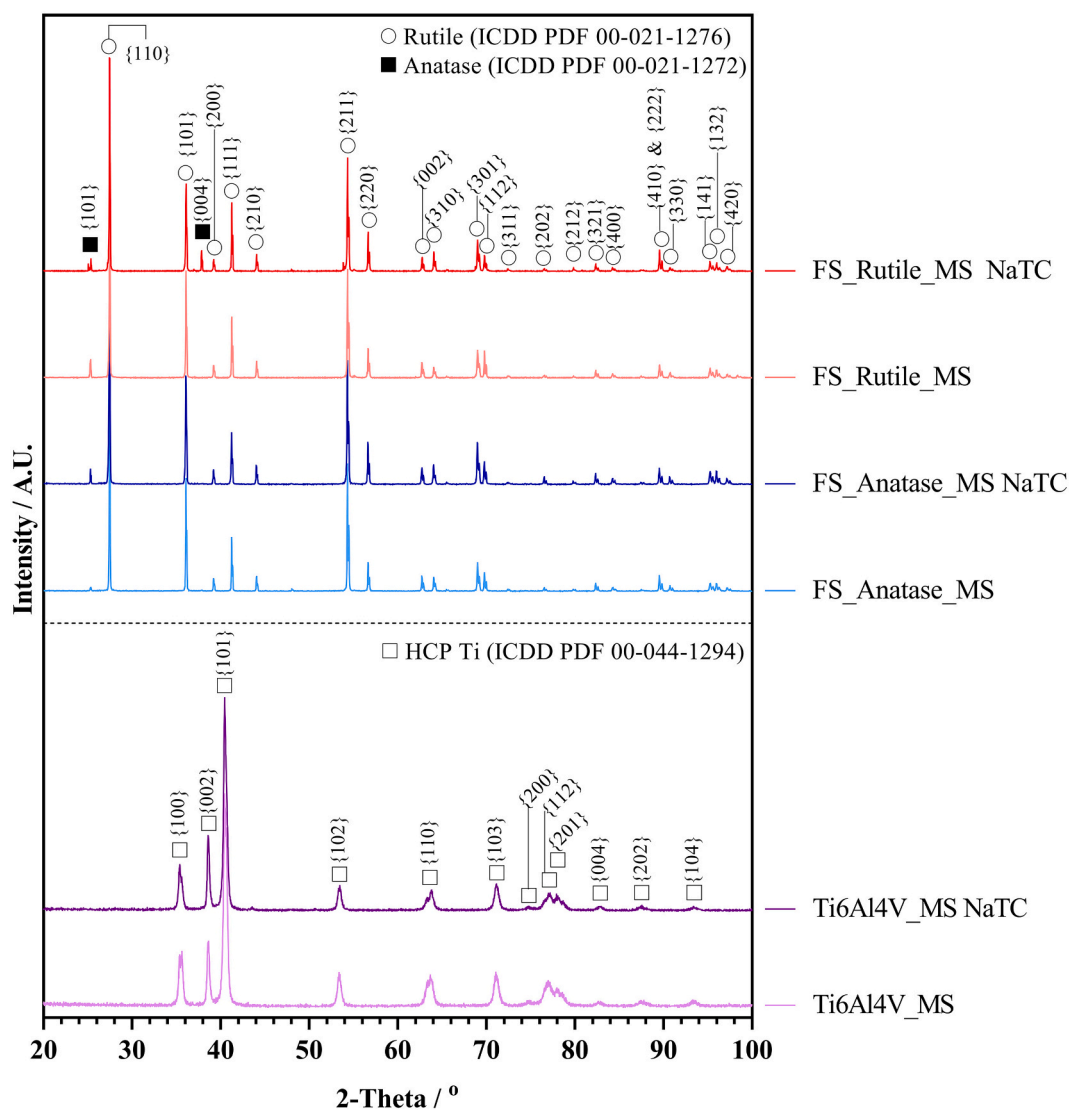 Rutile (ICDD PDF 00-021-1276)
Anatase (ICDD PDF 00-021-1272)
{110}
{101}
{101}
{004}
{200}
{111}
{210}
{211}
{220}
{002}
{310}
{301}
{112}
{311}
{202}
{212}
{321}
{400}
{410} & {222}
{330}
{141}
{132}
{420}
FS_Rutile_MS NaTC
FS_Rutile_MS
FS_Anatase_MS NaTC
FS_Anatase_MS
Intensity / A.U.
HCP Ti (ICDD PDF 00-044-1294)
{100}
{002}
{101}
{102}
{110}
{103}
{200}
{112}
{201}
{004}
{202}
{104}
Ti6Al4V_MS NaTC
Ti6Al4V_MS
20 30 40 50 60 70 80 90 100
2-Theta / º